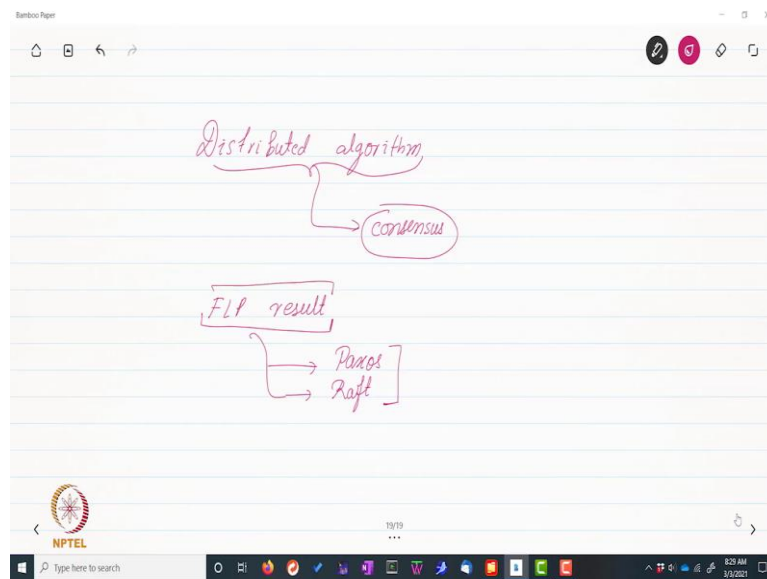 Bamboo Paper
Distributed algorithm
consensus
FLP result
Paxos
Raft
19/19
NPTEL
Type here to search
8:29 AM
3/3/2021